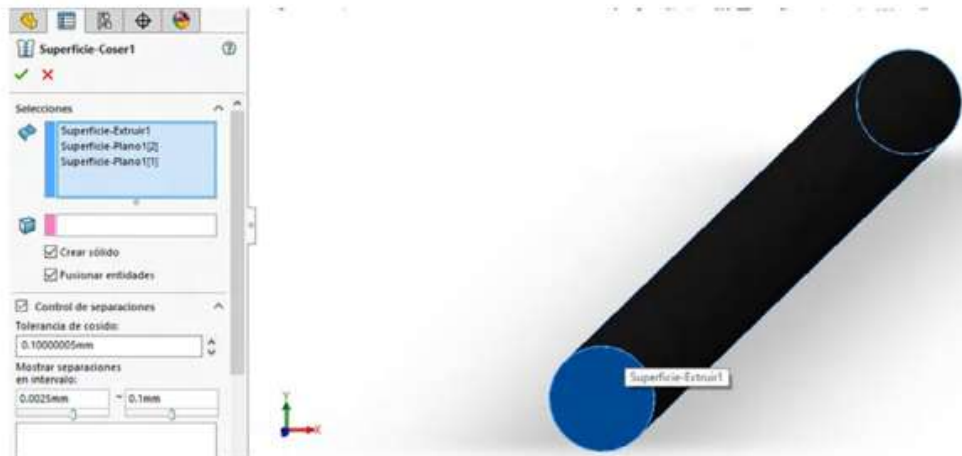 Superficie-Coser1
Selecciones
Superficie-Extruir1
Superficie-Plano1[2]
Superficie-Plano1[1]
Crear sólido
Fusionar entidades
Control de separaciones
Tolerancia de cosido:
0.10000005mm
Mostrar separaciones
en intervalo:
0.0025mm ~ 0.1mm
Superficie-Extruir1
Y
X